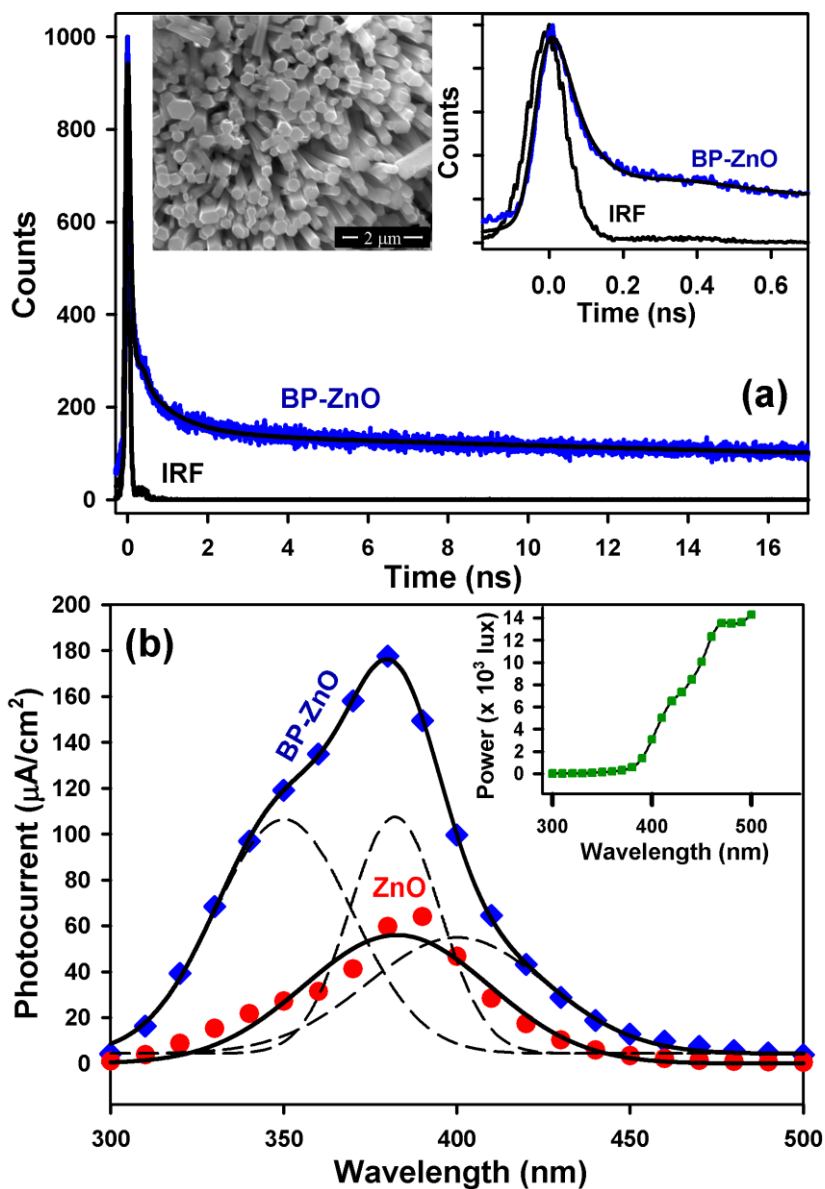 1000
800
600
400
200
0
Counts
2 μm
Counts
BP-ZnO
IRF
0.0 0.2 0.4 0.6
Time (ns)
BP-ZnO
(a)
IRF
0 2 4 6 8 10 12 14 16
Time (ns)
200
180
160
140
120
100
80
60
40
20
0
Photocurrent (μA/cm²)
(b)
BP-ZnO
ZnO
14
12
10
8
6
4
2
0
Power (x 10³ lux)
300 400 500
Wavelength (nm)
300 350 400 450 500
Wavelength (nm)